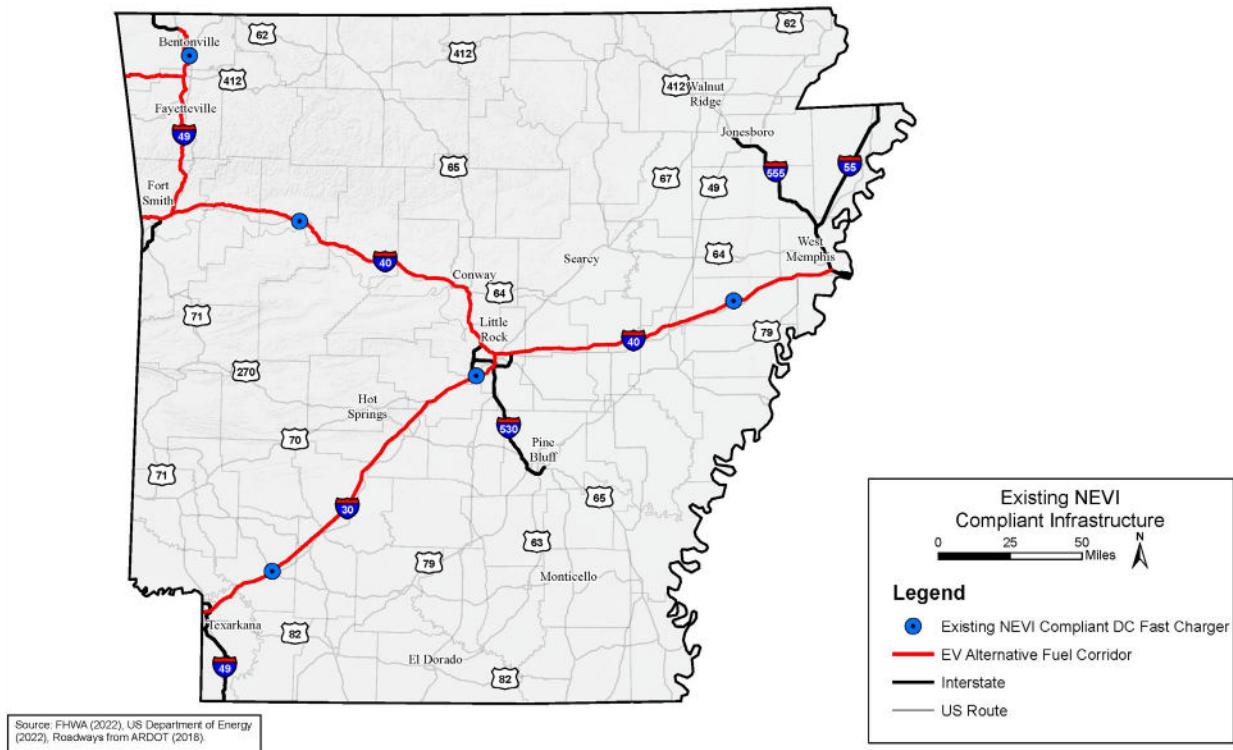 62
62
Bentonville
412
412
412
Walnut
Ridge
Fayetteville
Jonesboro
49
555
55
65
67
49
Fort
Smith
West
Memphis
Searcy
64
40
Conway
64
71
Little
Rock
79
40
270
Hot
Springs
530
70
Pine
Bluff
71
65
30
63
79
Monticello
Texarkana
82
El Dorado
49
82
Existing NEVI
Compliant Infrastructure
0 25 50
Miles
N
Legend
Existing NEVI Compliant DC Fast Charger
EV Alternative Fuel Corridor
Interstate
US Route
Source: FHWA (2022), US Department of Energy
(2022), Roadways from ARDOT (2018).